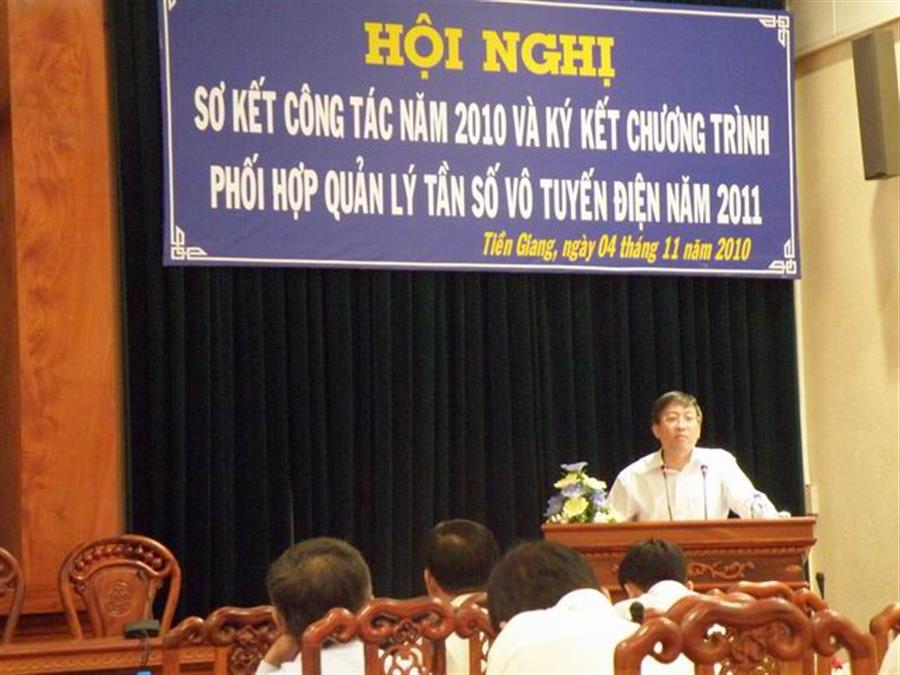 HỘI NGHỊ
SƠ KẾT CÔNG TÁC NĂM 2010 VÀ KÝ KẾT CHƯƠNG TRÌNH
PHỐI HỢP QUẢN LÝ TẦN SỐ VÔ TUYẾN ĐIỆN NĂM 2011
Tiền Giang, ngày 04 tháng 11 năm 2010